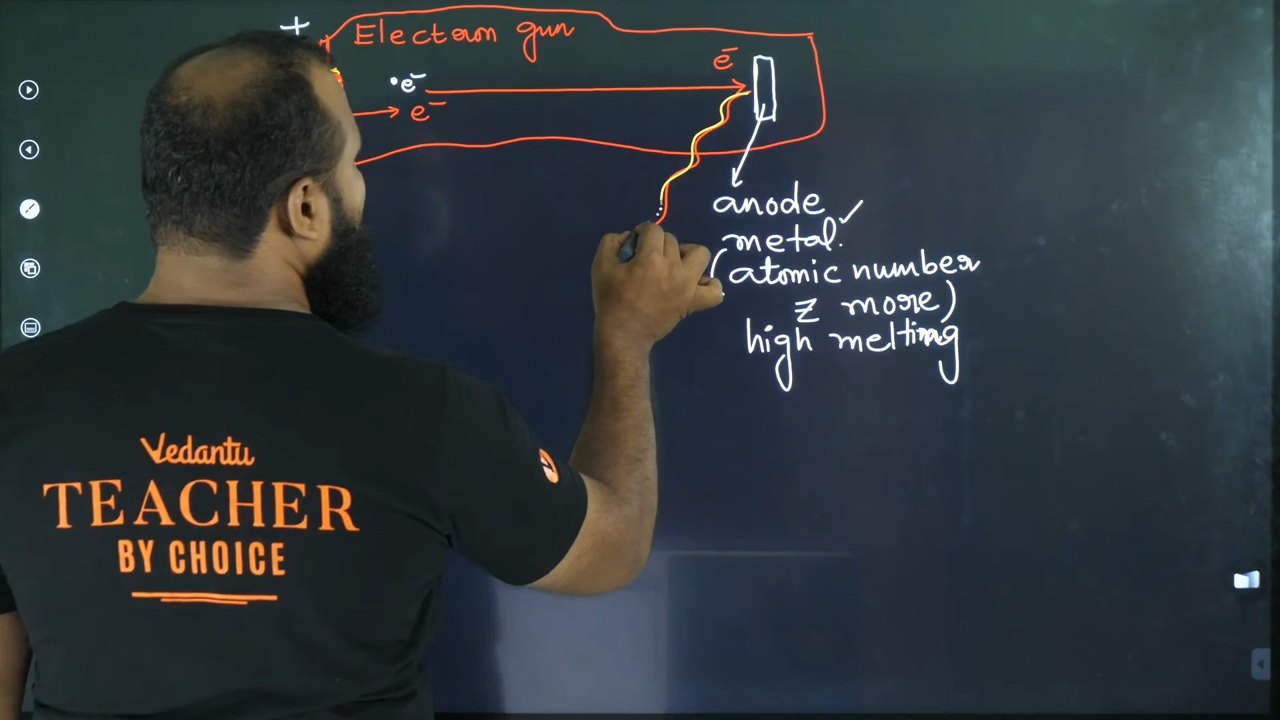 +
Electron gun
e⁻
•e⁻
e⁻
anode
metal.
(atomic number
Z more)
high melting
Vedantu
TEACHER
BY CHOICE